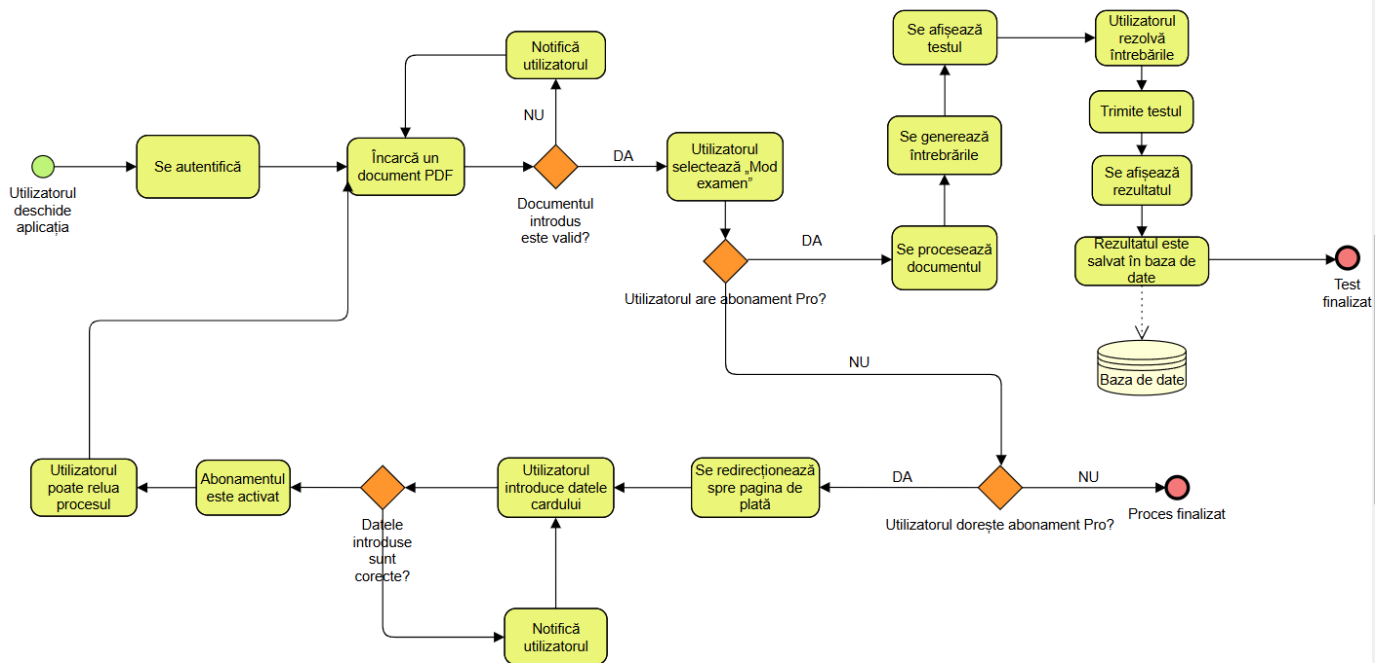 Utilizatorul
deschide
aplicația
Se autentifică
Încarcă un
document PDF
Notifică
utilizatorul
NU
Documentul
introdus
este valid?
DA
Utilizatorul
selectează „Mod
examen”
Utilizatorul are abonament Pro?
DA
Se procesează
documentul
Se generează
întrebrările
Se afișează
testul
Utilizatorul
rezolvă
întrebările
Trimite testul
Se afișează
rezultatul
Rezultatul este
salvat în baza de
date
Test
finalizat
Baza de date
NU
Utilizatorul dorește abonament Pro?
NU
Proces finalizat
DA
Se redirecționează
spre pagina de
plată
Utilizatorul
introduce datele
cardului
Datele
introduse
sunt
corecte?
Notifică
utilizatorul
Abonamentul
este activat
Utilizatorul
poate relua
procesul